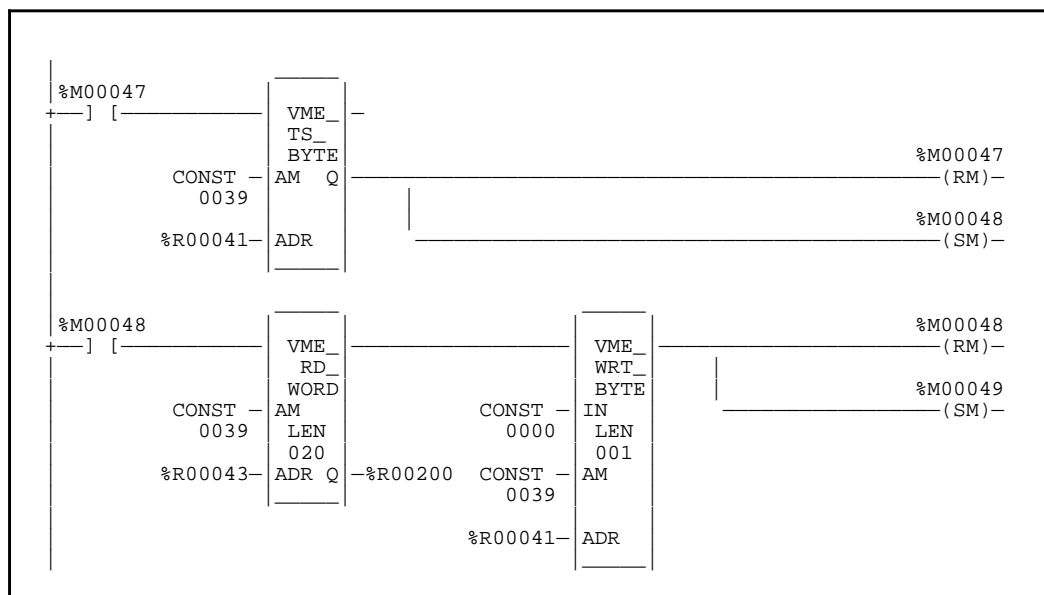 %M00047
] [ VME_
TS_
BYTE %M00047
CONST AM Q (RM)
0039 %M00048
%R00041 ADR (SM)
%M00048 %M00048
] [ VME_ VME_ (RM)
RD_ WRT_
WORD BYTE %M00049
CONST AM CONST IN (SM)
0039 LEN 0000 LEN
020 001
%R00043 ADR Q %R00200 CONST AM
0039
%R00041 ADR